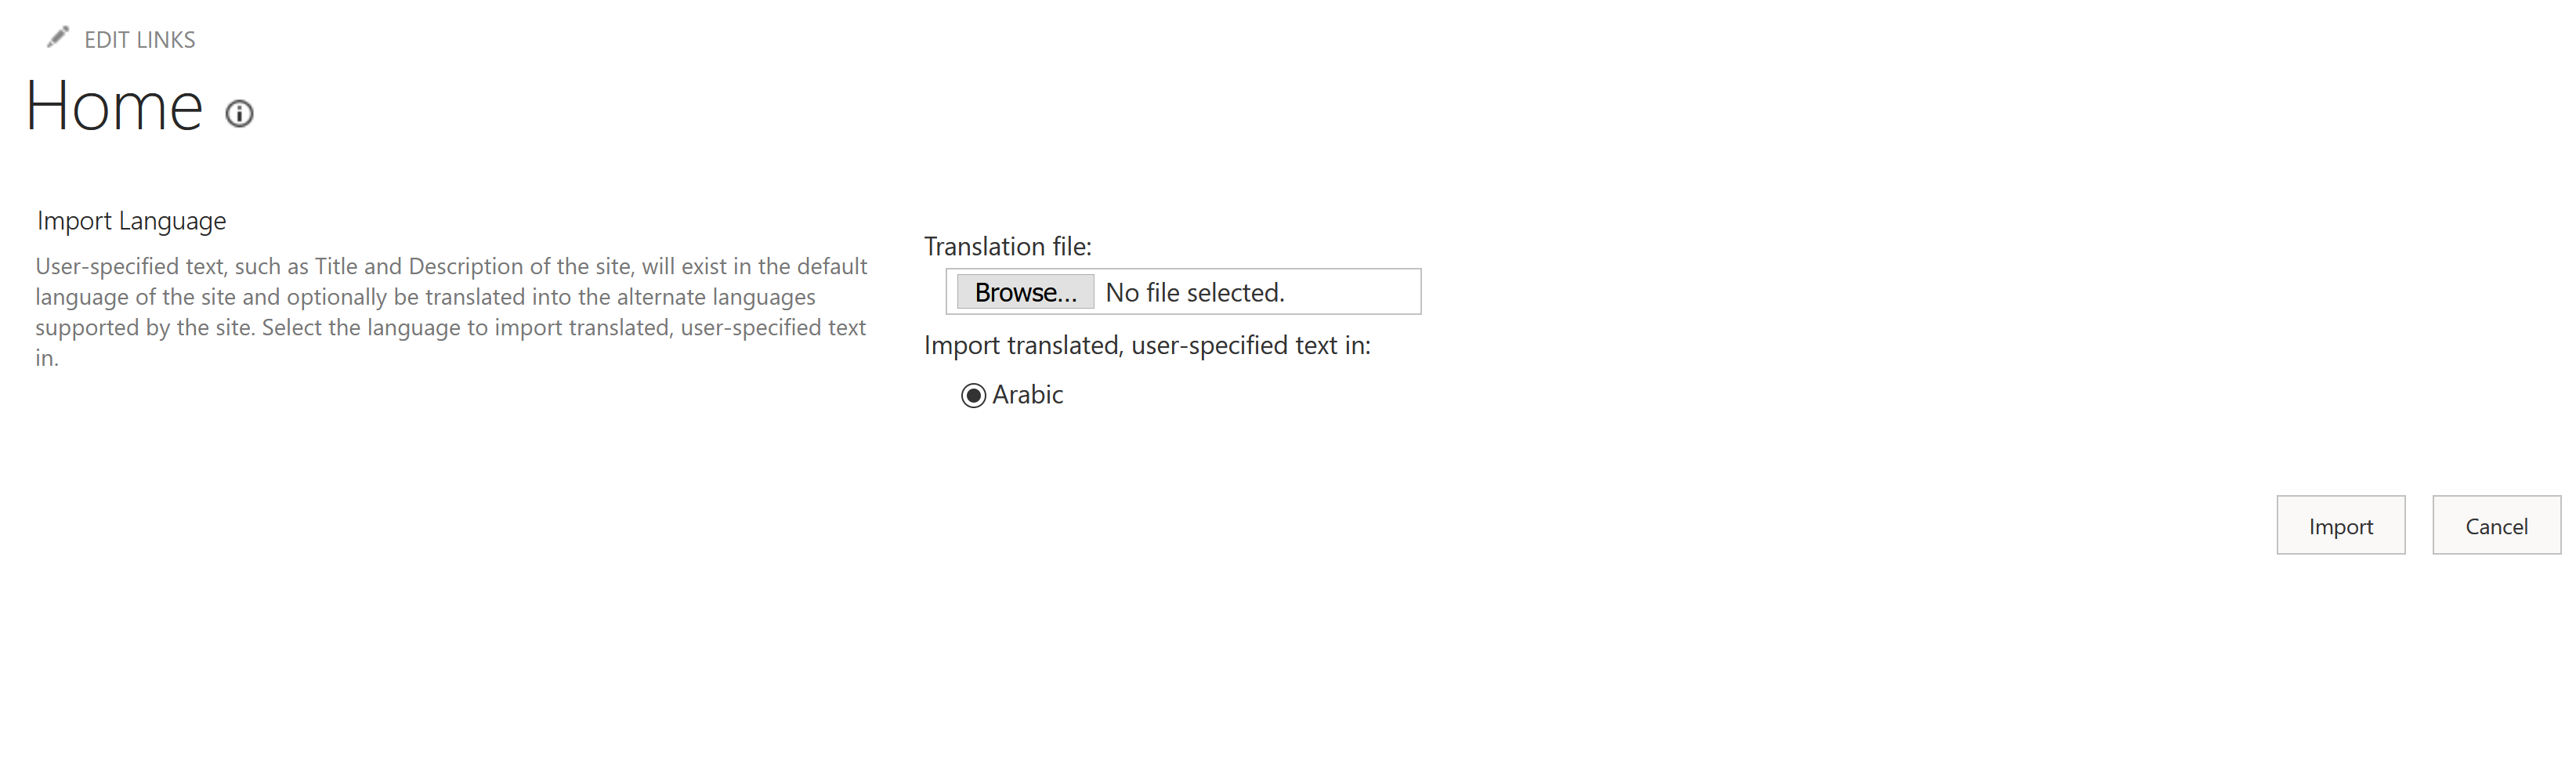 EDIT LINKS
Home
Import Language
User-specified text, such as Title and Description of the site, will exist in the default
language of the site and optionally be translated into the alternate languages
supported by the site. Select the language to import translated, user-specified text
in.
Translation file:
Browse... No file selected.
Import translated, user-specified text in:
Arabic
Import
Cancel